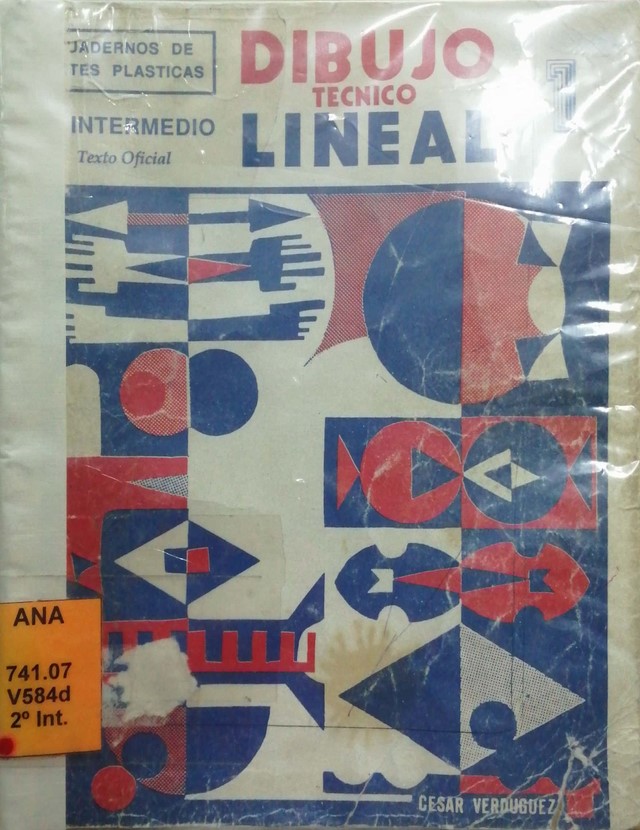 JADERNOS DE
TES PLASTICAS
DIBUJO
TECNICO
LINEAL
1
INTERMEDIO
Texto Oficial
ANA
741.07
V584d
2º Int.
CESAR VERDUGUEZ